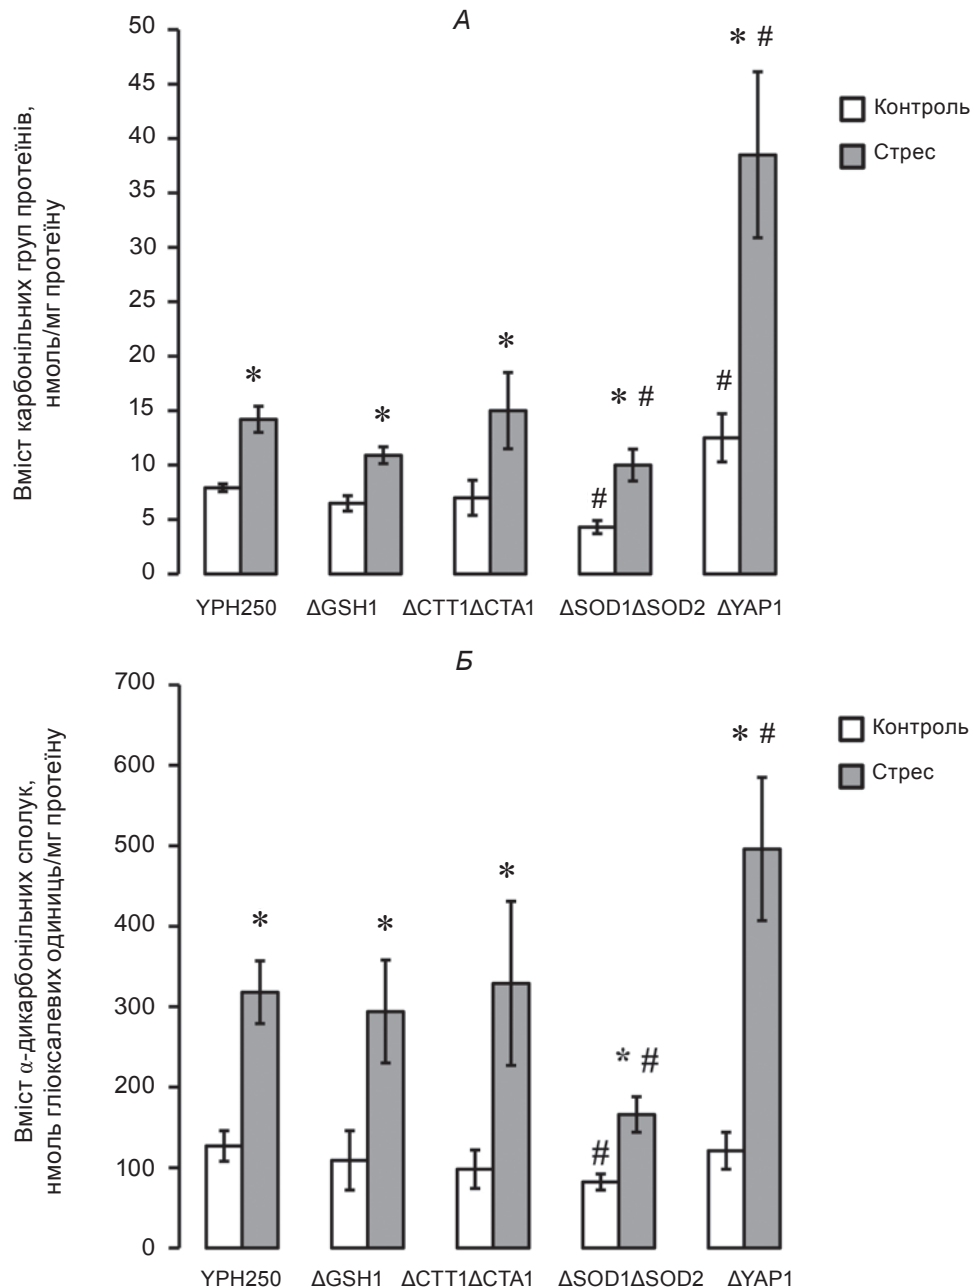 А
Вміст карбонільних груп протеїнів,
нмоль/мг протеїну
50
45
40
35
30
25
20
15
10
5
0
* # 
*
*
*
* #
#
#
Контроль
Стрес
YPH250 ΔGSH1 ΔCTT1ΔCTA1 ΔSOD1ΔSOD2 ΔYAP1
Б
Вміст α-дикарбонільних сполук,
нмоль гліоксалевих одиниць/мг протеїну
700
600
500
400
300
200
100
0
* #
*
*
*
* #
#
Контроль
Стрес
YPH250 ΔGSH1 ΔCTT1ΔCTA1 ΔSOD1ΔSOD2 ΔYAP1